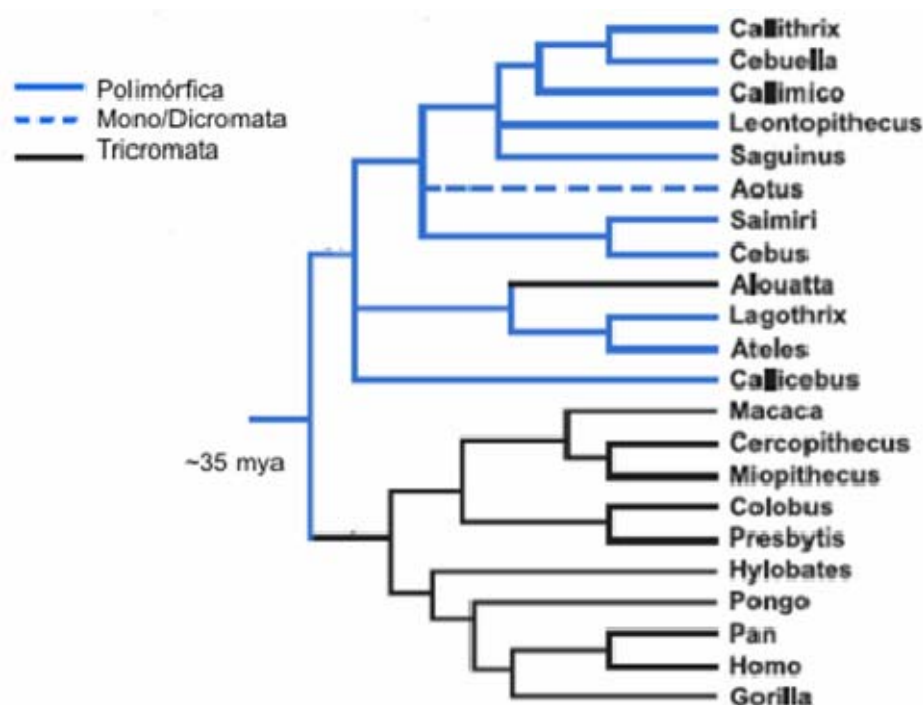 Polimórfica
Mono/Dicromata
Tricromata
~35 mya
Callithrix
Cebuella
Callimico
Leontopithecus
Saguinus
Aotus
Saimiri
Cebus
Alouatta
Lagothrix
Ateles
Callicebus
Macaca
Cercopithecus
Miopithecus
Colobus
Presbytis
Hylobates
Pongo
Pan
Homo
Gorilla